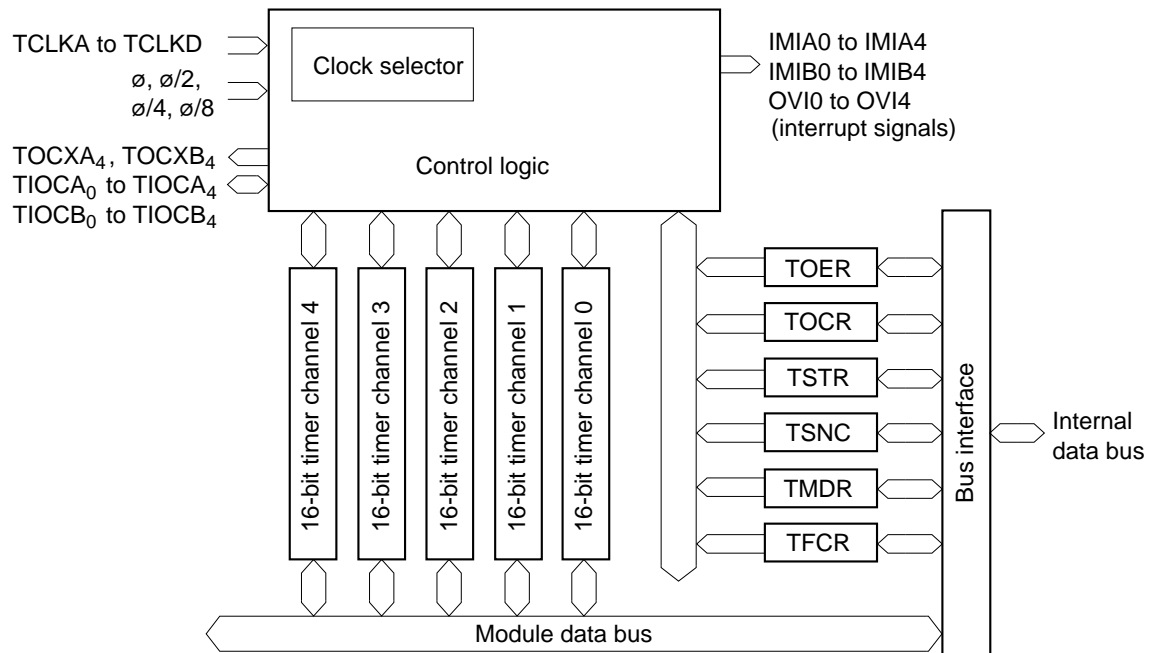 TCLKA to TCLKD
ø, ø/2,
ø/4, ø/8
TOCXA4, TOCXB4
TIOCA0 to TIOCA4
TIOCB0 to TIOCB4
Clock selector
Control logic
IMIA0 to IMIA4
IMIB0 to IMIB4
OVI0 to OVI4
(interrupt signals)
16-bit timer channel 4
16-bit timer channel 3
16-bit timer channel 2
16-bit timer channel 1
16-bit timer channel 0
TOER
TOCR
TSTR
TSNC
TMDR
TFCR
Bus interface
Internal
data bus
Module data bus